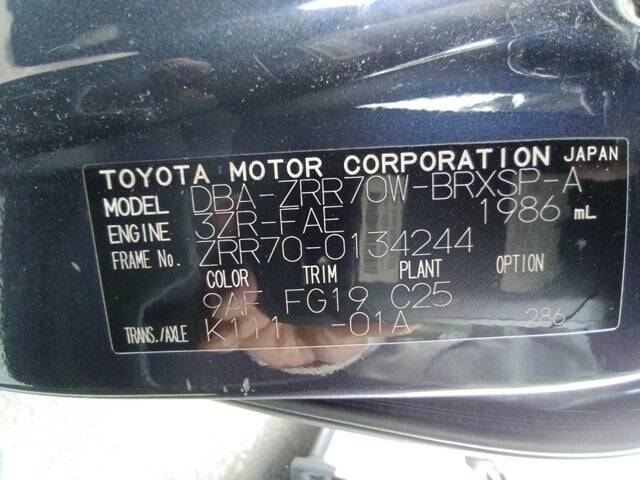 TOYOTA MOTOR CORPORATION JAPAN
MODEL DBA-ZRR70W-BRXSP-A
ENGINE 3ZR-FAE 1986 mL
FRAME No. ZRR70-0134244
COLOR TRIM PLANT OPTION
9AF FG19 C25
TRANS./AXLE K111 -01A 286